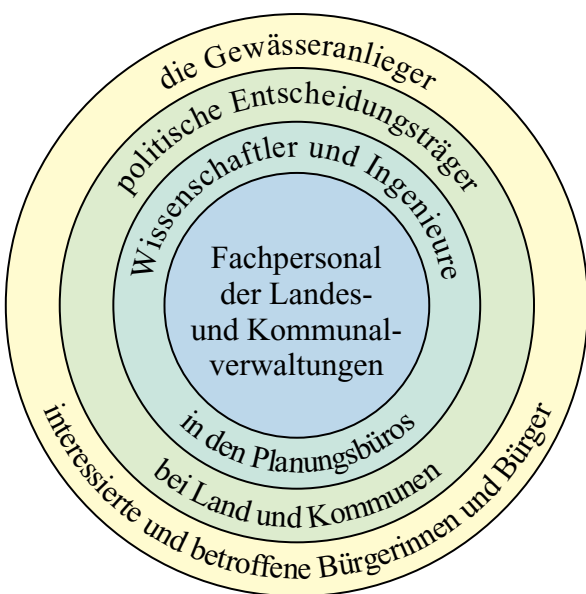 die Gewässeranlieger
politische Entscheidungsträger
Wissenschaftler und Ingenieure
Fachpersonal
der Landes-
und Kommunal-
verwaltungen
in den Planungsbüros
bei Land und Kommunen
interessierte und betroffene Bürgerinnen und Bürger